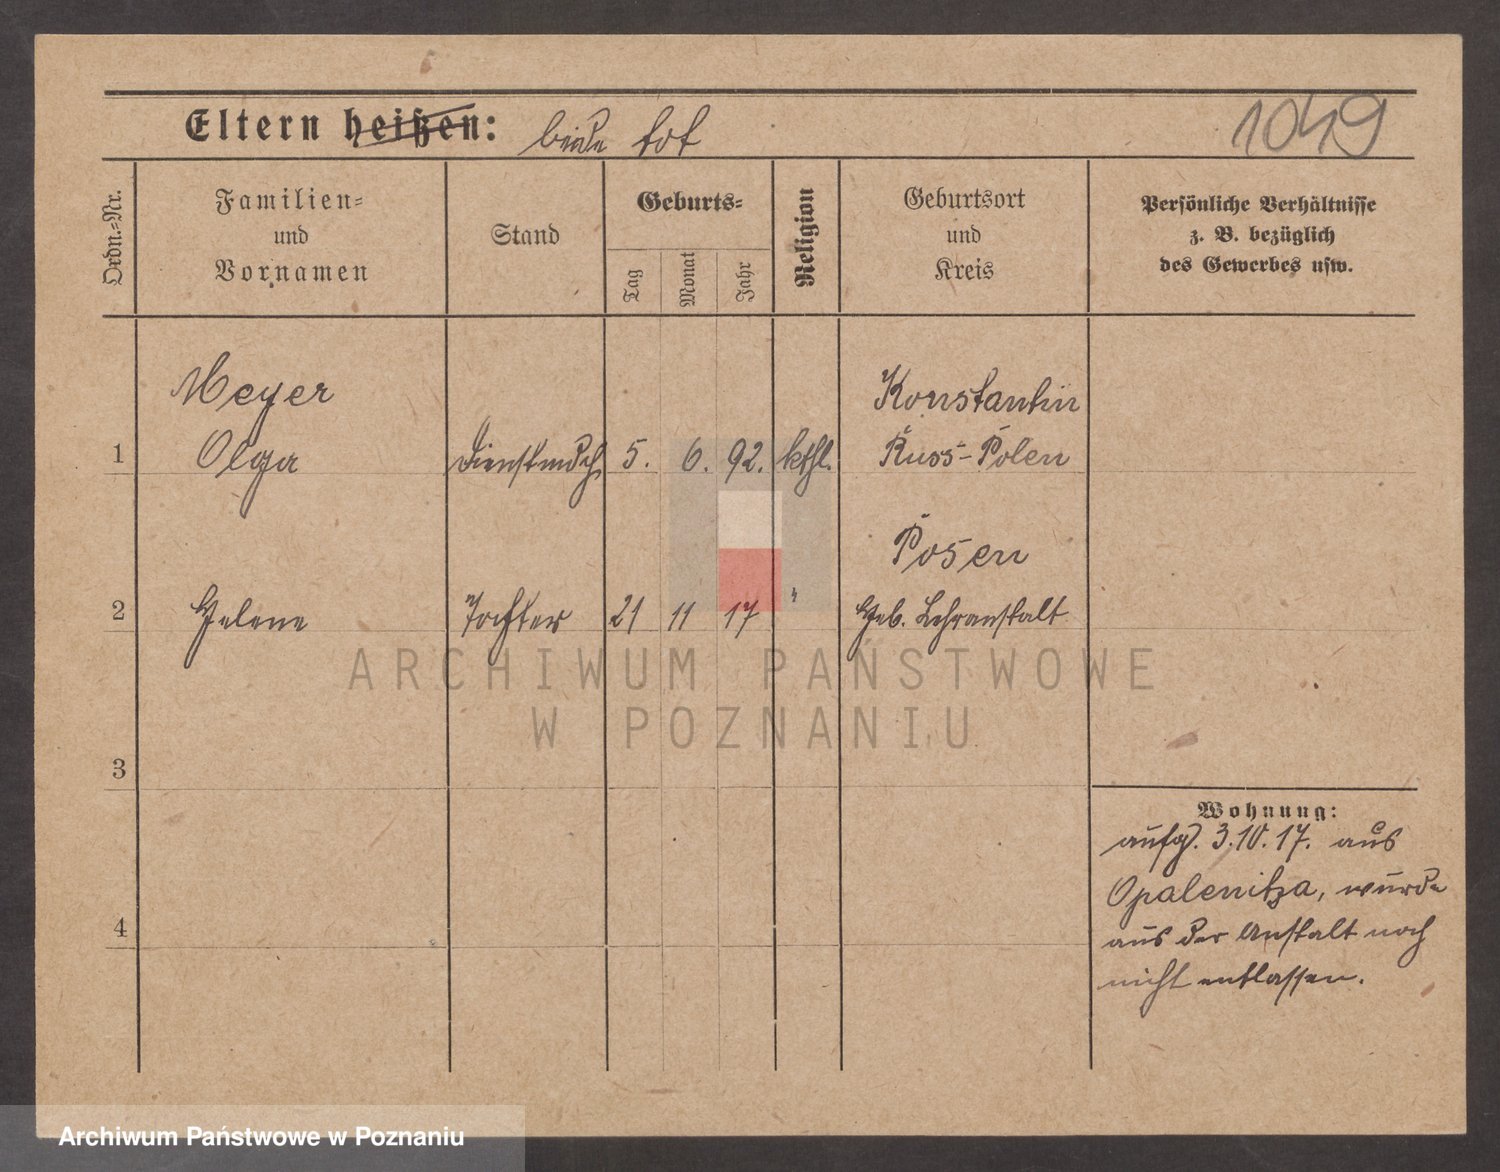 Eltern heißen: beide tot
1049
Ordn.-Nr.
Familien-
und
Vornamen
Stand
Geburts-
Tag
Monat
Jahr
Religion
Geburtsort
und
Kreis
Persönliche Verhältnisse
z. B. bezüglich
des Gewerbes usw.
Meyer
Konstantin
1 Olga Dienstmdch. 5. 6. 92. kthl. Russ-Polen
Posen
2 Helene Tochter 21 11 17 " Heb. Lehranstalt
ARCHIWUM PAŃSTWOWE
W POZNANIU
3
Wohnung:
aufg. 3.10.17. aus
Opalenitza, wurde
4
aus der Anstalt noch
nicht entlassen.
Archiwum Państwowe w Poznaniu